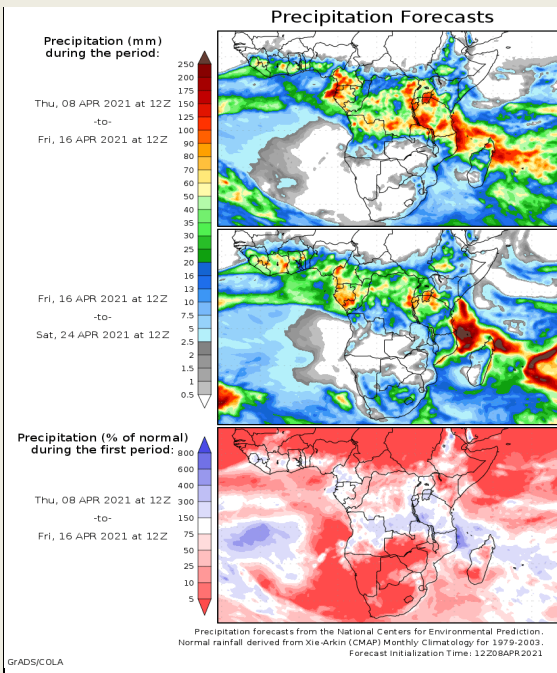 Precipitation Forecasts
Precipitation (mm)
during the period:
Thu, 08 APR 2021 at 12Z
-to-
Fri, 16 APR 2021 at 12Z
250
200
175
150
125
100
90
80
70
60
50
40
35
30
25
20
16
13
10
7.5
5
2.5
2
1.5
1
0.5
Fri, 16 APR 2021 at 12Z
-to-
Sat, 24 APR 2021 at 12Z
Precipitation (% of normal)
during the first period:
Thu, 08 APR 2021 at 12Z
-to-
Fri, 16 APR 2021 at 12Z
800
600
400
300
150
75
50
25
10
5
Precipitation forecasts from the National Centers for Environmental Prediction.
Normal rainfall derived from Xie-Arkin (CMAP) Monthly Climatology for 1979-2003.
Forecast Initialization Time: 12Z08APR2021
GrADS/COLA